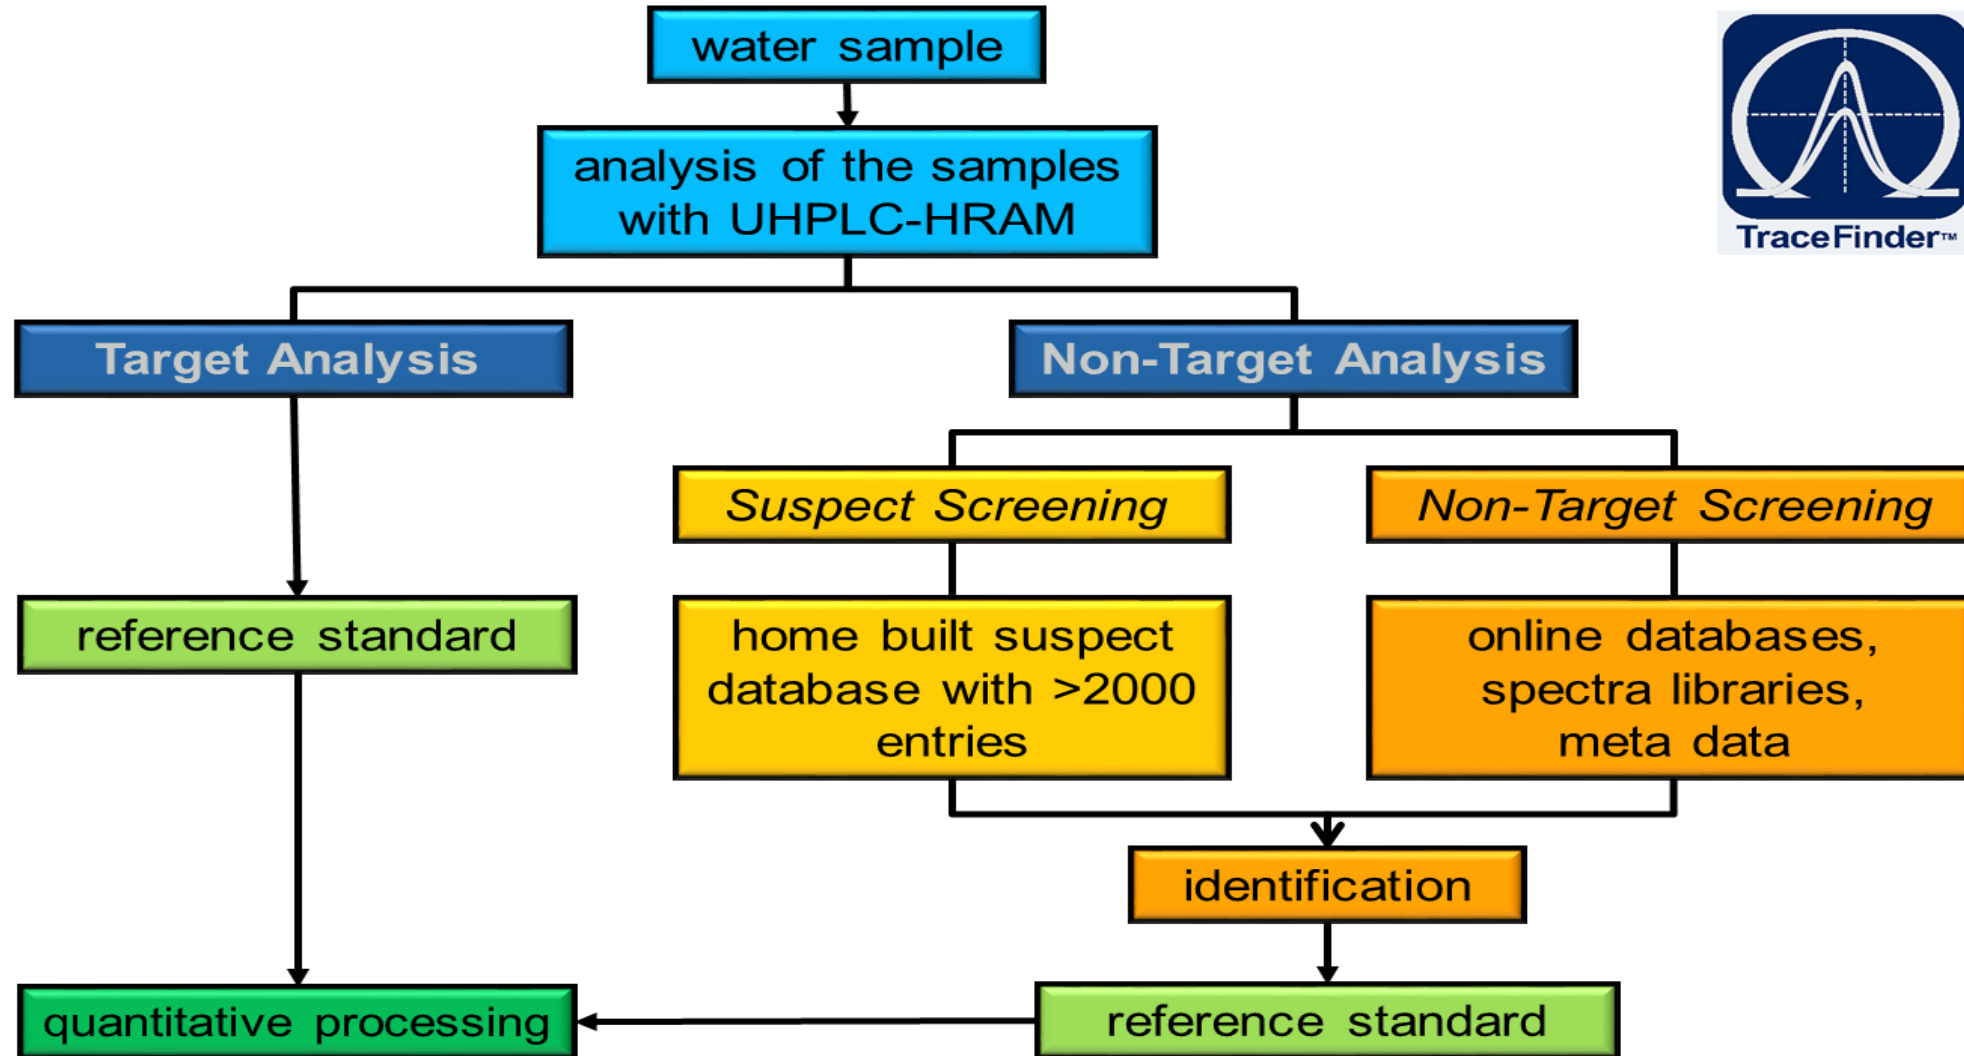 water sample
analysis of the samples
with UHPLC-HRAM
TraceFinder™
Target Analysis
Non-Target Analysis
Suspect Screening
Non-Target Screening
reference standard
home built suspect
database with >2000
entries
online databases,
spectra libraries,
meta data
identification
quantitative processing
reference standard